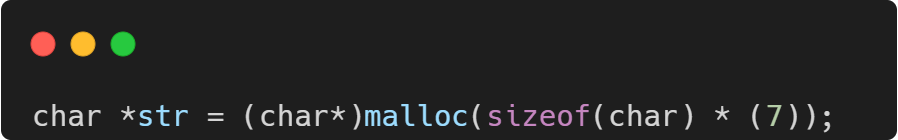 char *str = (char*)malloc(sizeof(char) * (7));